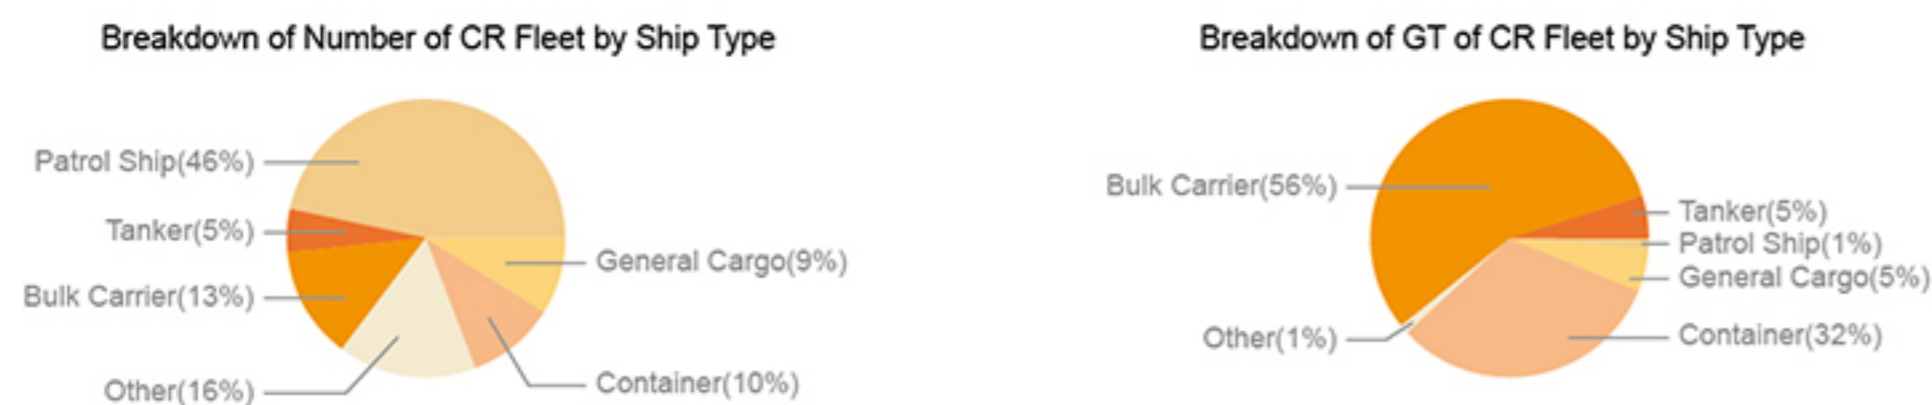 Breakdown of Number of CR Fleet by Ship Type
Patrol Ship(46%)
Tanker(5%)
Bulk Carrier(13%)
Other(16%)
General Cargo(9%)
Container(10%)
Breakdown of GT of CR Fleet by Ship Type
Bulk Carrier(56%)
Other(1%)
Tanker(5%)
Patrol Ship(1%)
General Cargo(5%)
Container(32%)